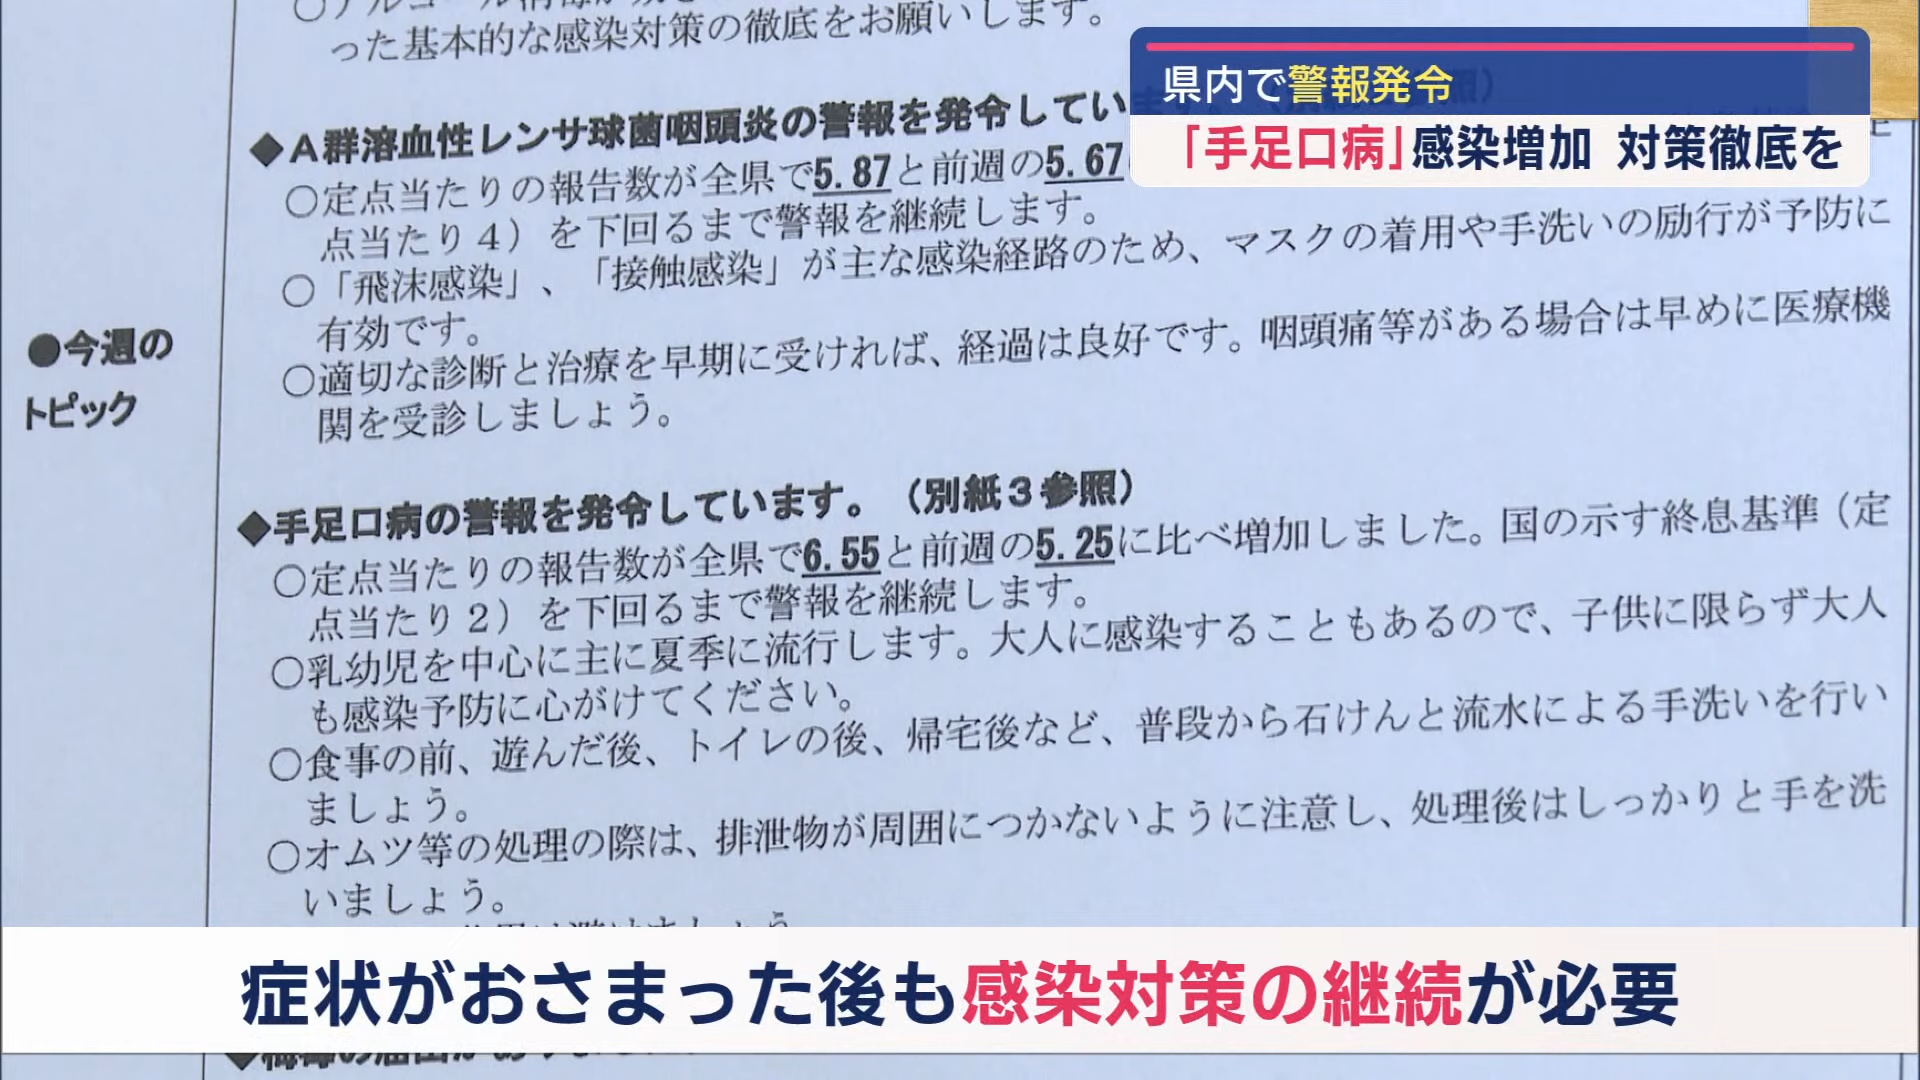 った基本的な感染対策の徹底をお願いします。
県内で警報発令
「手足口病」感染増加 対策徹底を
◆A群溶血性レンサ球菌咽頭炎の警報を発令してい
○定点当たりの報告数が全県で5.87と前週の5.67
点当たり4）を下回るまで警報を継続します。
○「飛沫感染」、「接触感染」が主な感染経路のため、マスクの着用や手洗いの励行が予防に
有効です。
○適切な診断と治療を早期に受ければ、経過は良好です。咽頭痛等がある場合は早めに医療機
関を受診しましょう。
●今週の
トピック
◆手足口病の警報を発令しています。（別紙3参照）
○定点当たりの報告数が全県で6.55と前週の5.25に比べ増加しました。国の示す終息基準（定
点当たり2）を下回るまで警報を継続します。
○乳幼児を中心に主に夏季に流行します。大人に感染することもあるので、子供に限らず大人
も感染予防に心がけてください。
○食事の前、遊んだ後、トイレの後、帰宅後など、普段から石けんと流水による手洗いを行い
ましょう。
○オムツ等の処理の際は、排泄物が周囲につかないように注意し、処理後はしっかりと手を洗
いましょう。
症状がおさまった後も感染対策の継続が必要